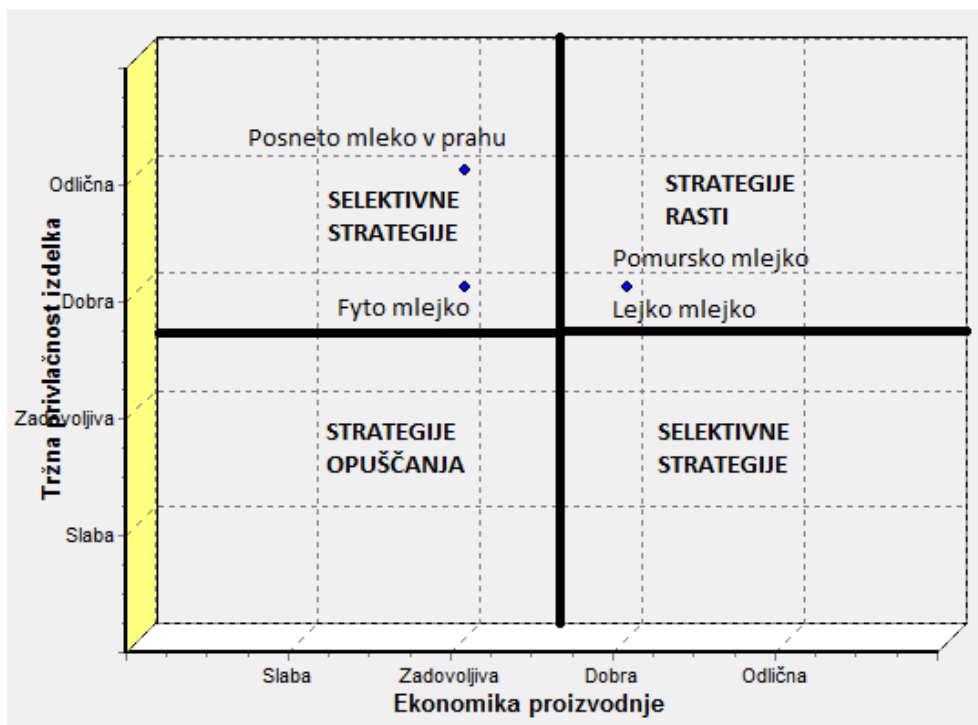 Posneto mleko v prahu
Odlična
SELEKTIVNE
STRATEGIJE
STRATEGIJE
RASTI
Pomursko mlejko
Dobra
Fyto mlejko
Lejko mlejko
Tržna privlačnost izdelka
Zadovoljiva
STRATEGIJE
OPUŠČANJA
SELEKTIVNE
STRATEGIJE
Slaba
Slaba
Zadovoljiva
Dobra
Odlična
Ekonomika proizvodnje